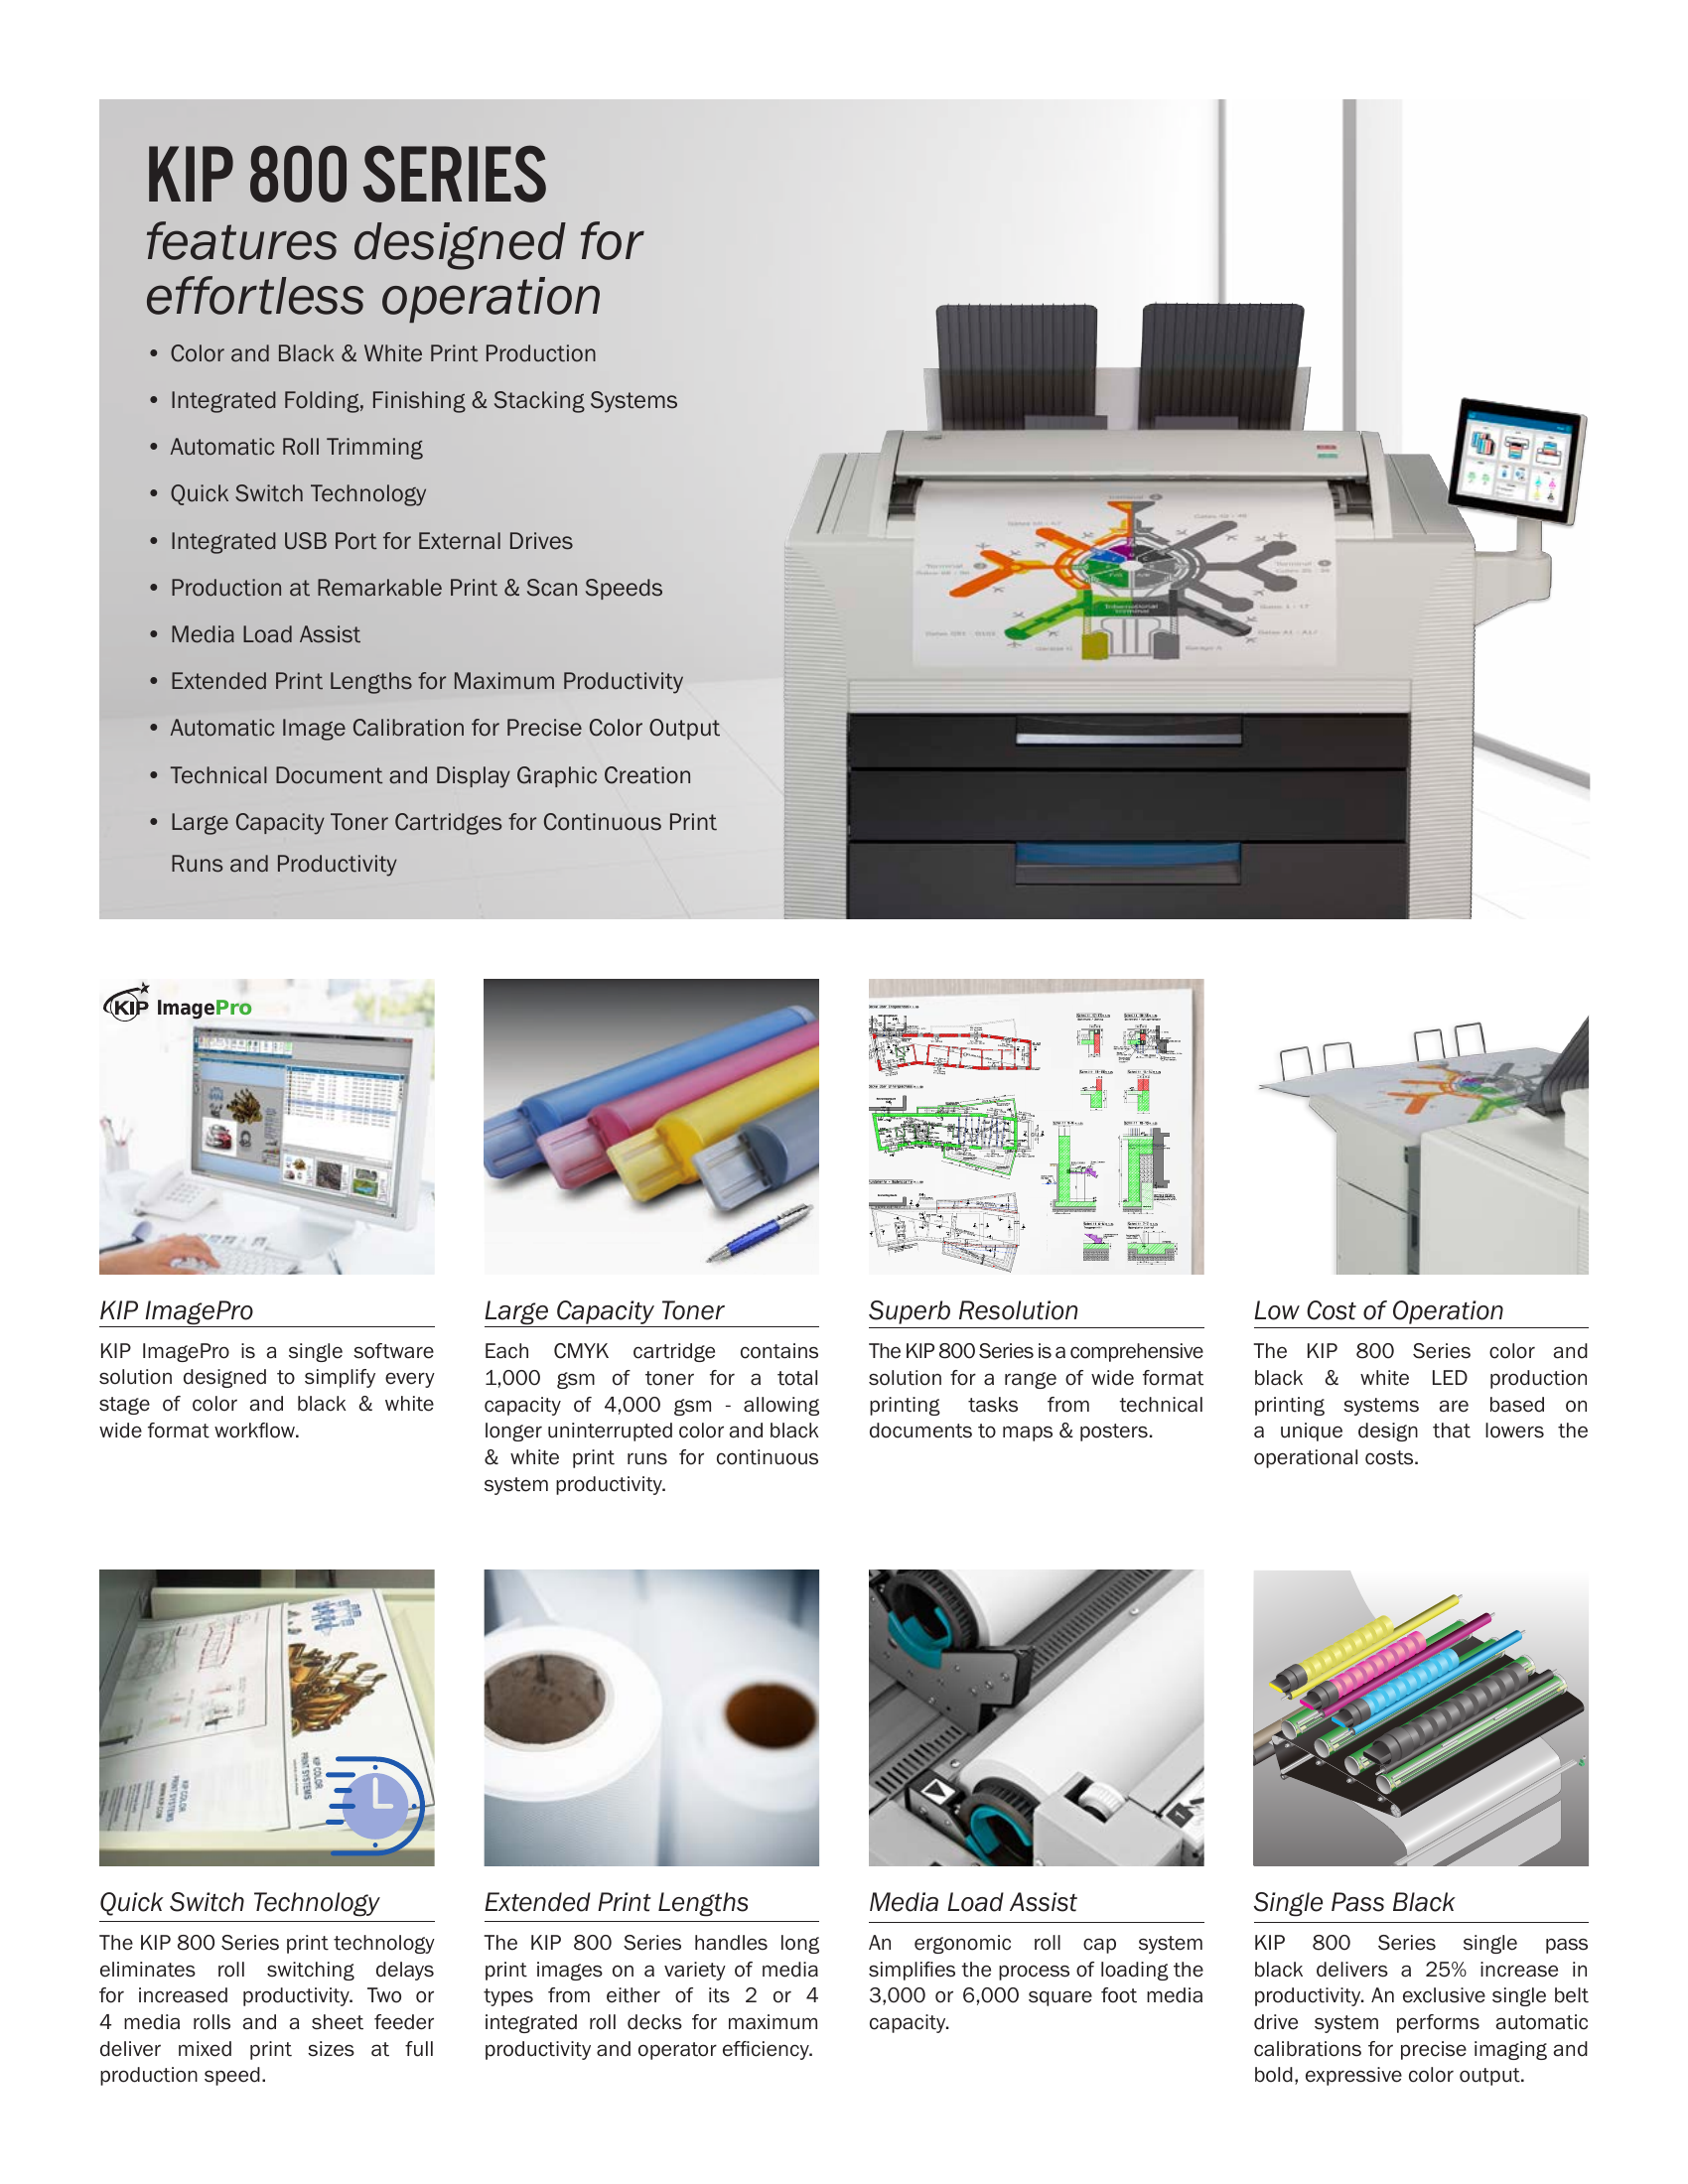 KIP 800 SERIES
features designed for
effortless operation
• Color and Black & White Print Production
• Integrated Folding, Finishing & Stacking Systems
• Automatic Roll Trimming
• Quick Switch Technology
• Integrated USB Port for External Drives
• Production at Remarkable Print & Scan Speeds
• Media Load Assist
• Extended Print Lengths for Maximum Productivity
• Automatic Image Calibration for Precise Color Output
• Technical Document and Display Graphic Creation
• Large Capacity Toner Cartridges for Continuous Print
Runs and Productivity
International
Terminal
KIP ImagePro
KIP ImagePro
KIP ImagePro is a single software
solution designed to simplify every
stage of color and black & white
wide format workflow.
Large Capacity Toner
Each CMYK cartridge contains
1,000 gsm of toner for a total
capacity of 4,000 gsm - allowing
longer uninterrupted color and black
& white print runs for continuous
system productivity.
Superb Resolution
The KIP 800 Series is a comprehensive
solution for a range of wide format
printing tasks from technical
documents to maps & posters.
Low Cost of Operation
The KIP 800 Series color and
black & white LED production
printing systems are based on
a unique design that lowers the
operational costs.
KIP COLOR
PRINT SYSTEMS
KIP COLOR
PRINT SYSTEMS
WWW.KIP.COM
Quick Switch Technology
The KIP 800 Series print technology
eliminates roll switching delays
for increased productivity. Two or
4 media rolls and a sheet feeder
deliver mixed print sizes at full
production speed.
Extended Print Lengths
The KIP 800 Series handles long
print images on a variety of media
types from either of its 2 or 4
integrated roll decks for maximum
productivity and operator efficiency.
1
Media Load Assist
An ergonomic roll cap system
simplifies the process of loading the
3,000 or 6,000 square foot media
capacity.
Single Pass Black
KIP 800 Series single pass
black delivers a 25% increase in
productivity. An exclusive single belt
drive system performs automatic
calibrations for precise imaging and
bold, expressive color output.